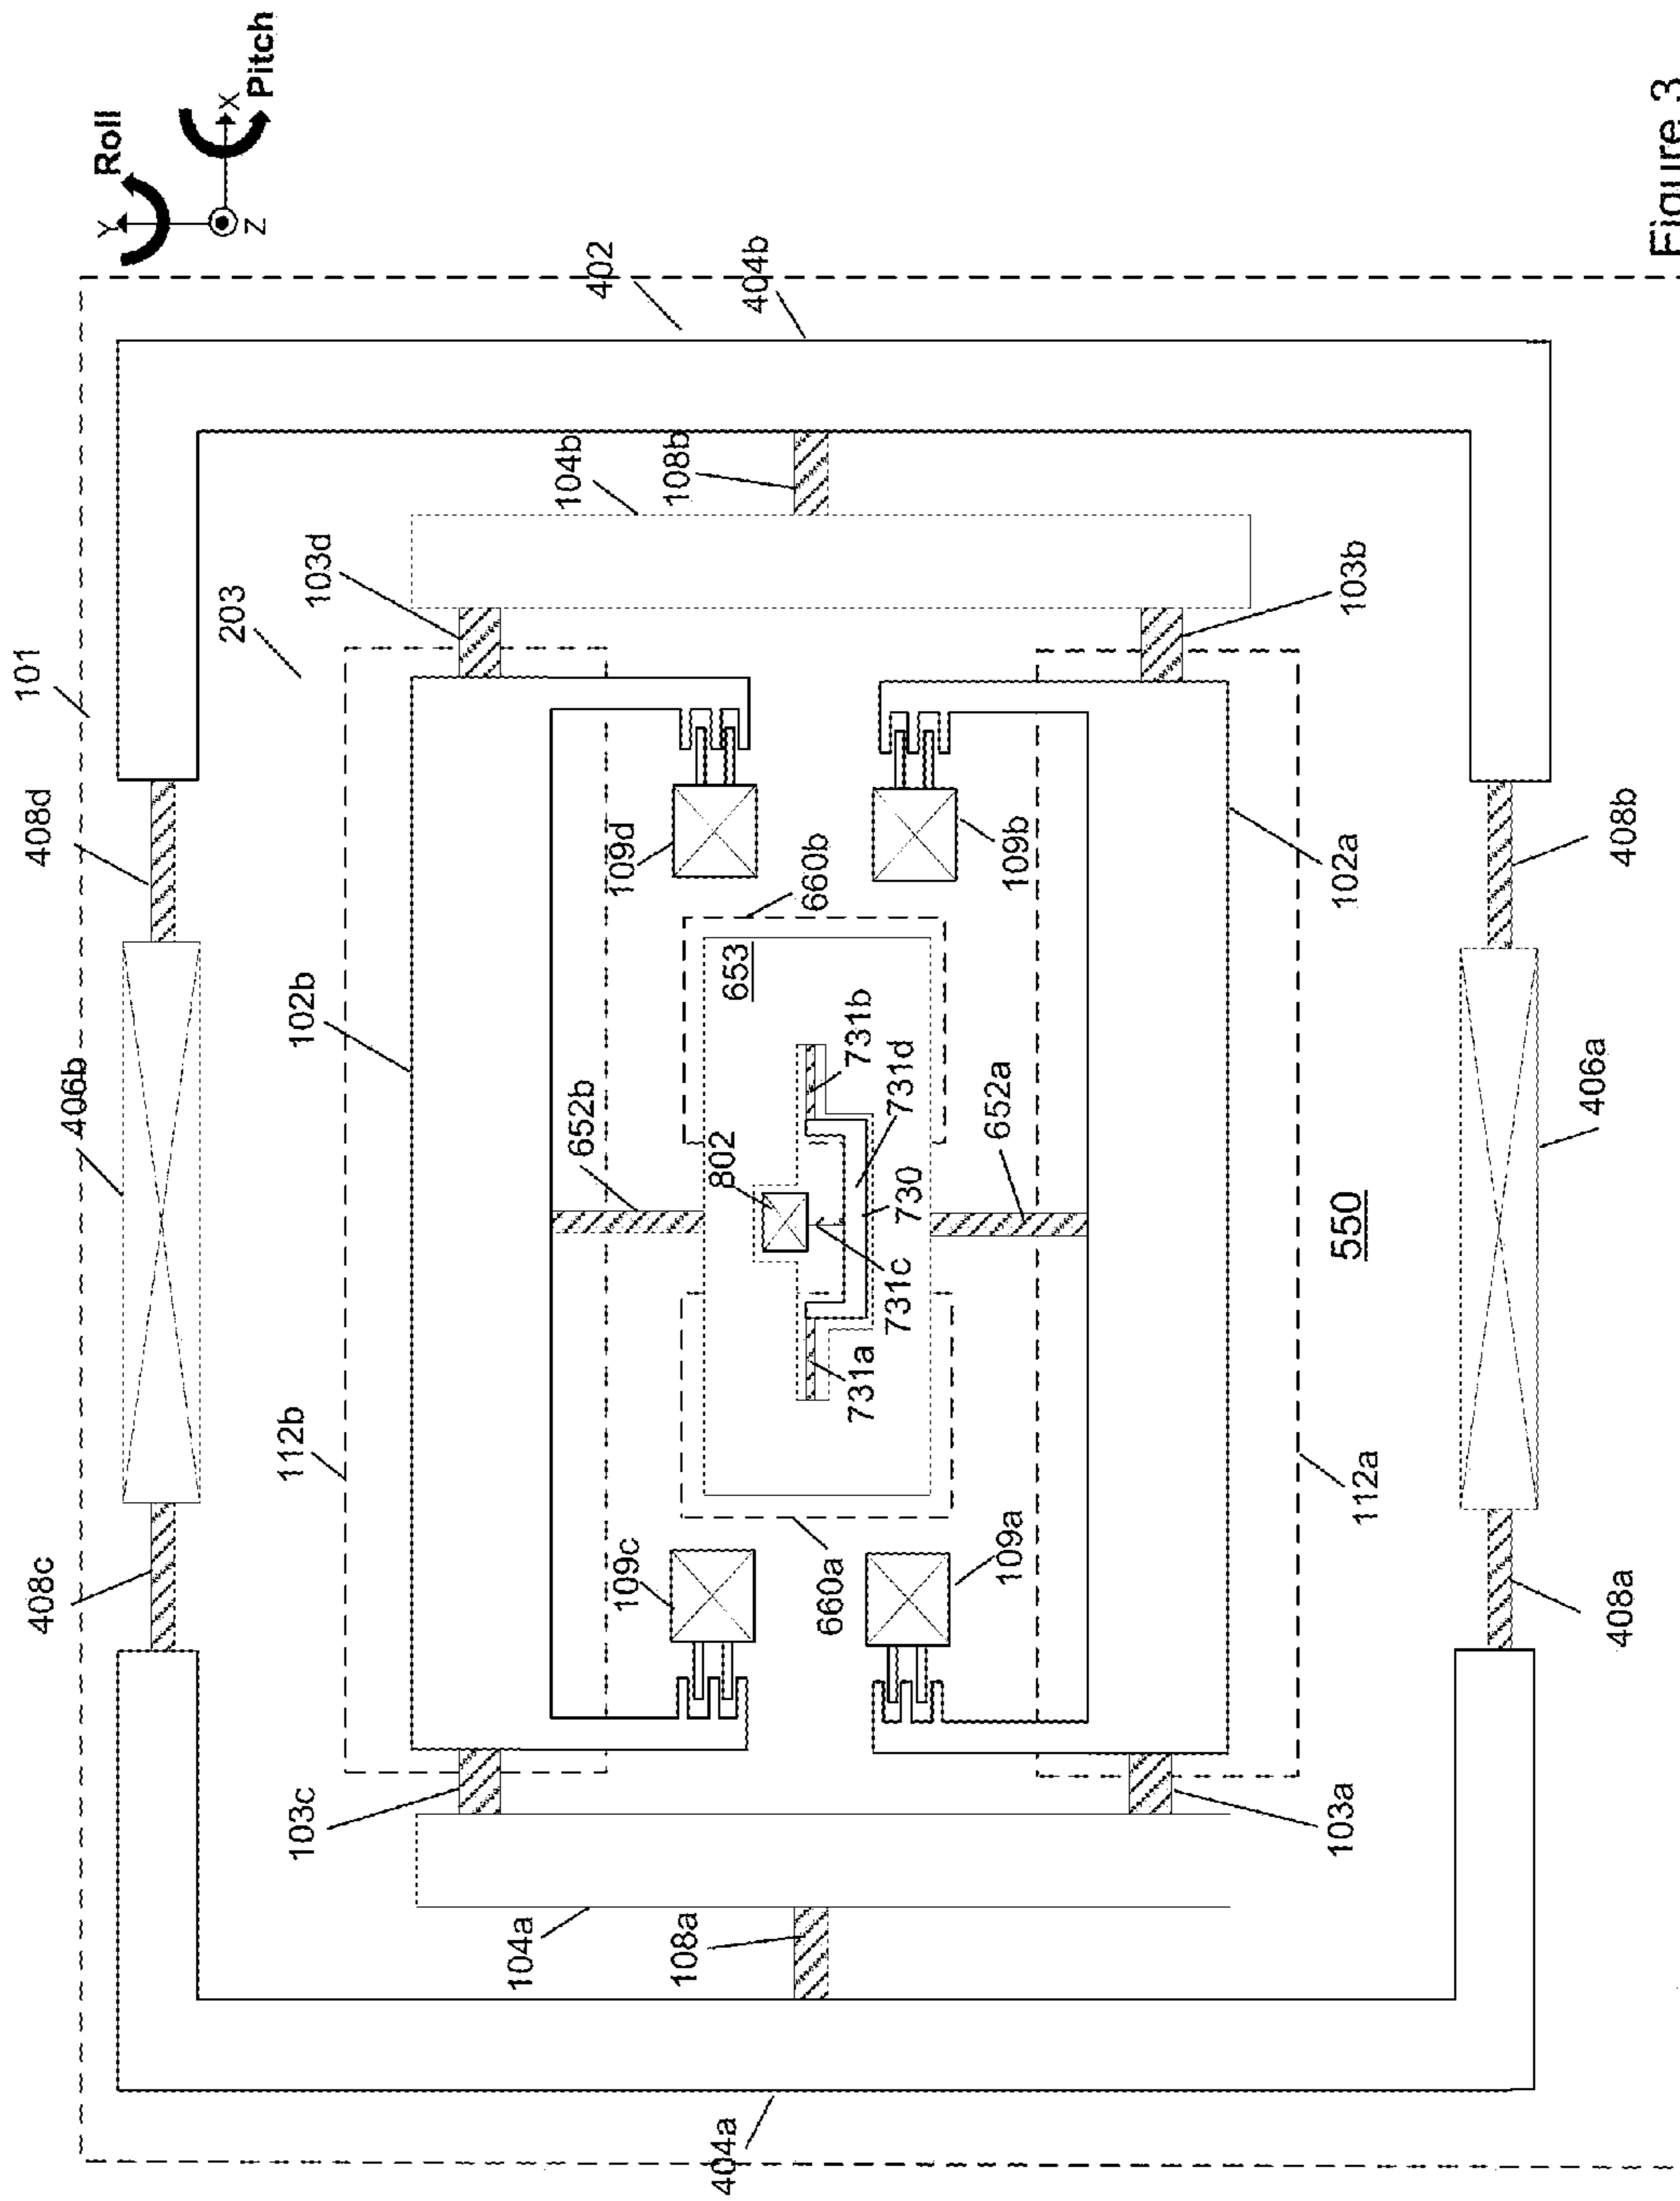 Roll
Y
X
Z
Pitch
101
203
402
404b
408d
406b
408c
404a
102b
112b
103d
104b
108b
109d
660b
653
652b
802
731b
731d
730
731c
731a
652a
109b
103b
109c
660a
109a
103c
104a
108a
103a
112a
102a
550
408b
406a
408a
Figure 3